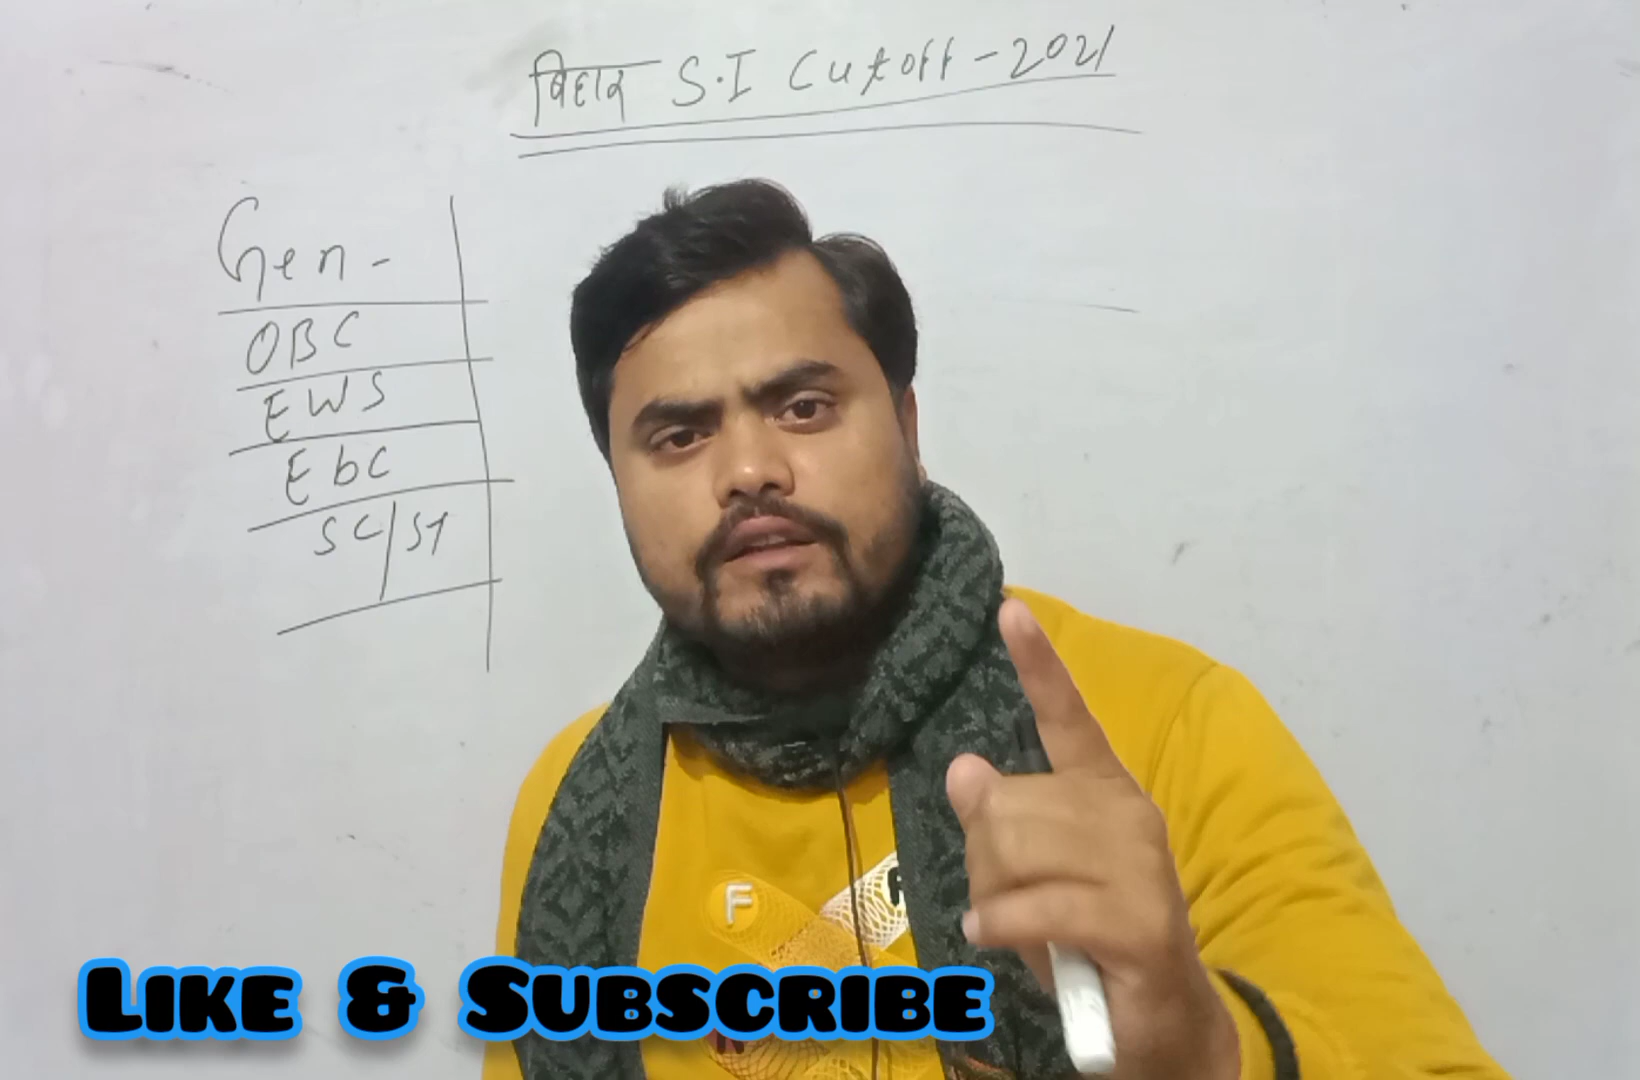 बिहार S.I Cutoff-2021
Gen-
OBC
EWS
EbC
SC/ST
F
LIKE & SUBSCRIBE